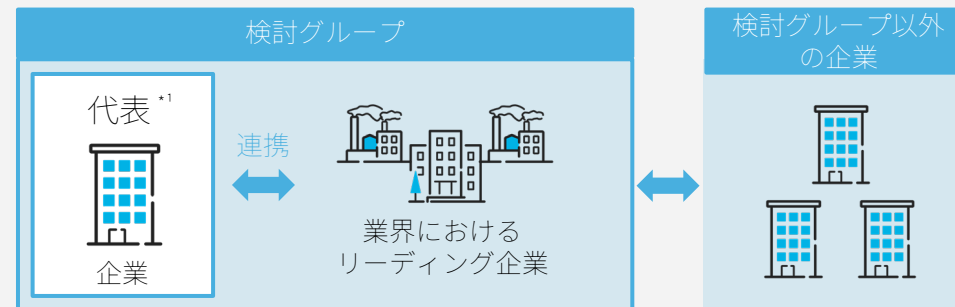 検討グループ
代表 *1
企業
連携
業界における
リーディング企業
検討グループ以外
の企業